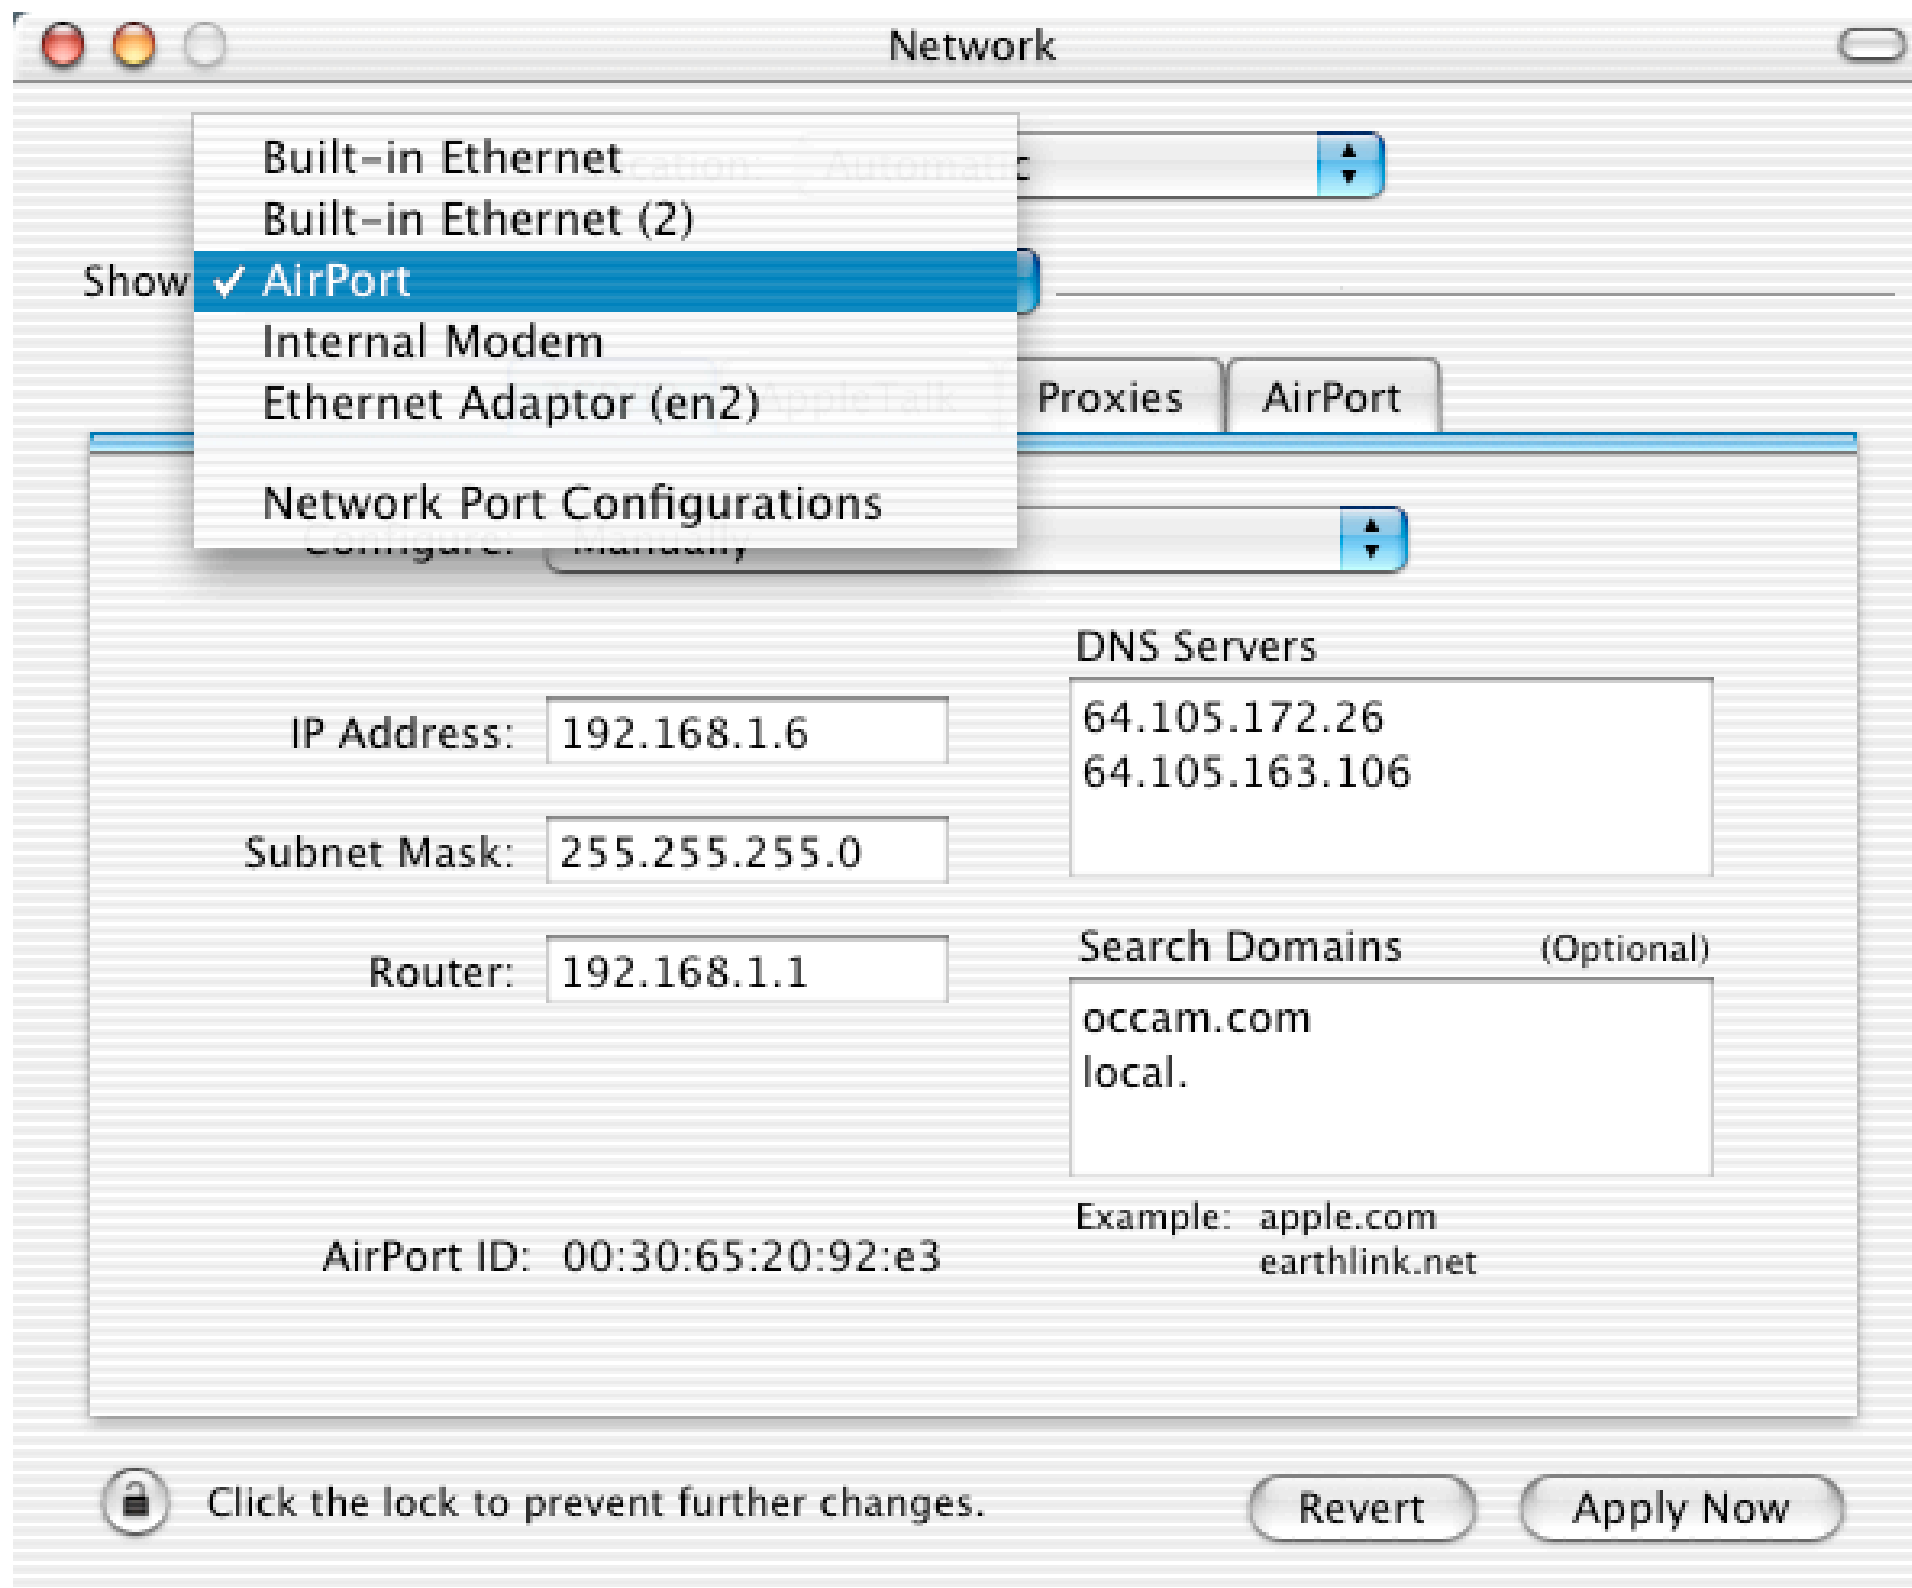 Network
Built-in Ethernet
Automatic
Built-in Ethernet (2)
Show
✓ AirPort
Internal Modem
Ethernet Adaptor (en2)
AppleTalk
Proxies
AirPort
Network Port Configurations
Configure: Manually
DNS Servers
IP Address: 192.168.1.6
64.105.172.26
64.105.163.106
Subnet Mask: 255.255.255.0
Router: 192.168.1.1
Search Domains (Optional)
occam.com
local.
AirPort ID: 00:30:65:20:92:e3
Example: apple.com
earthlink.net
Click the lock to prevent further changes.
Revert
Apply Now